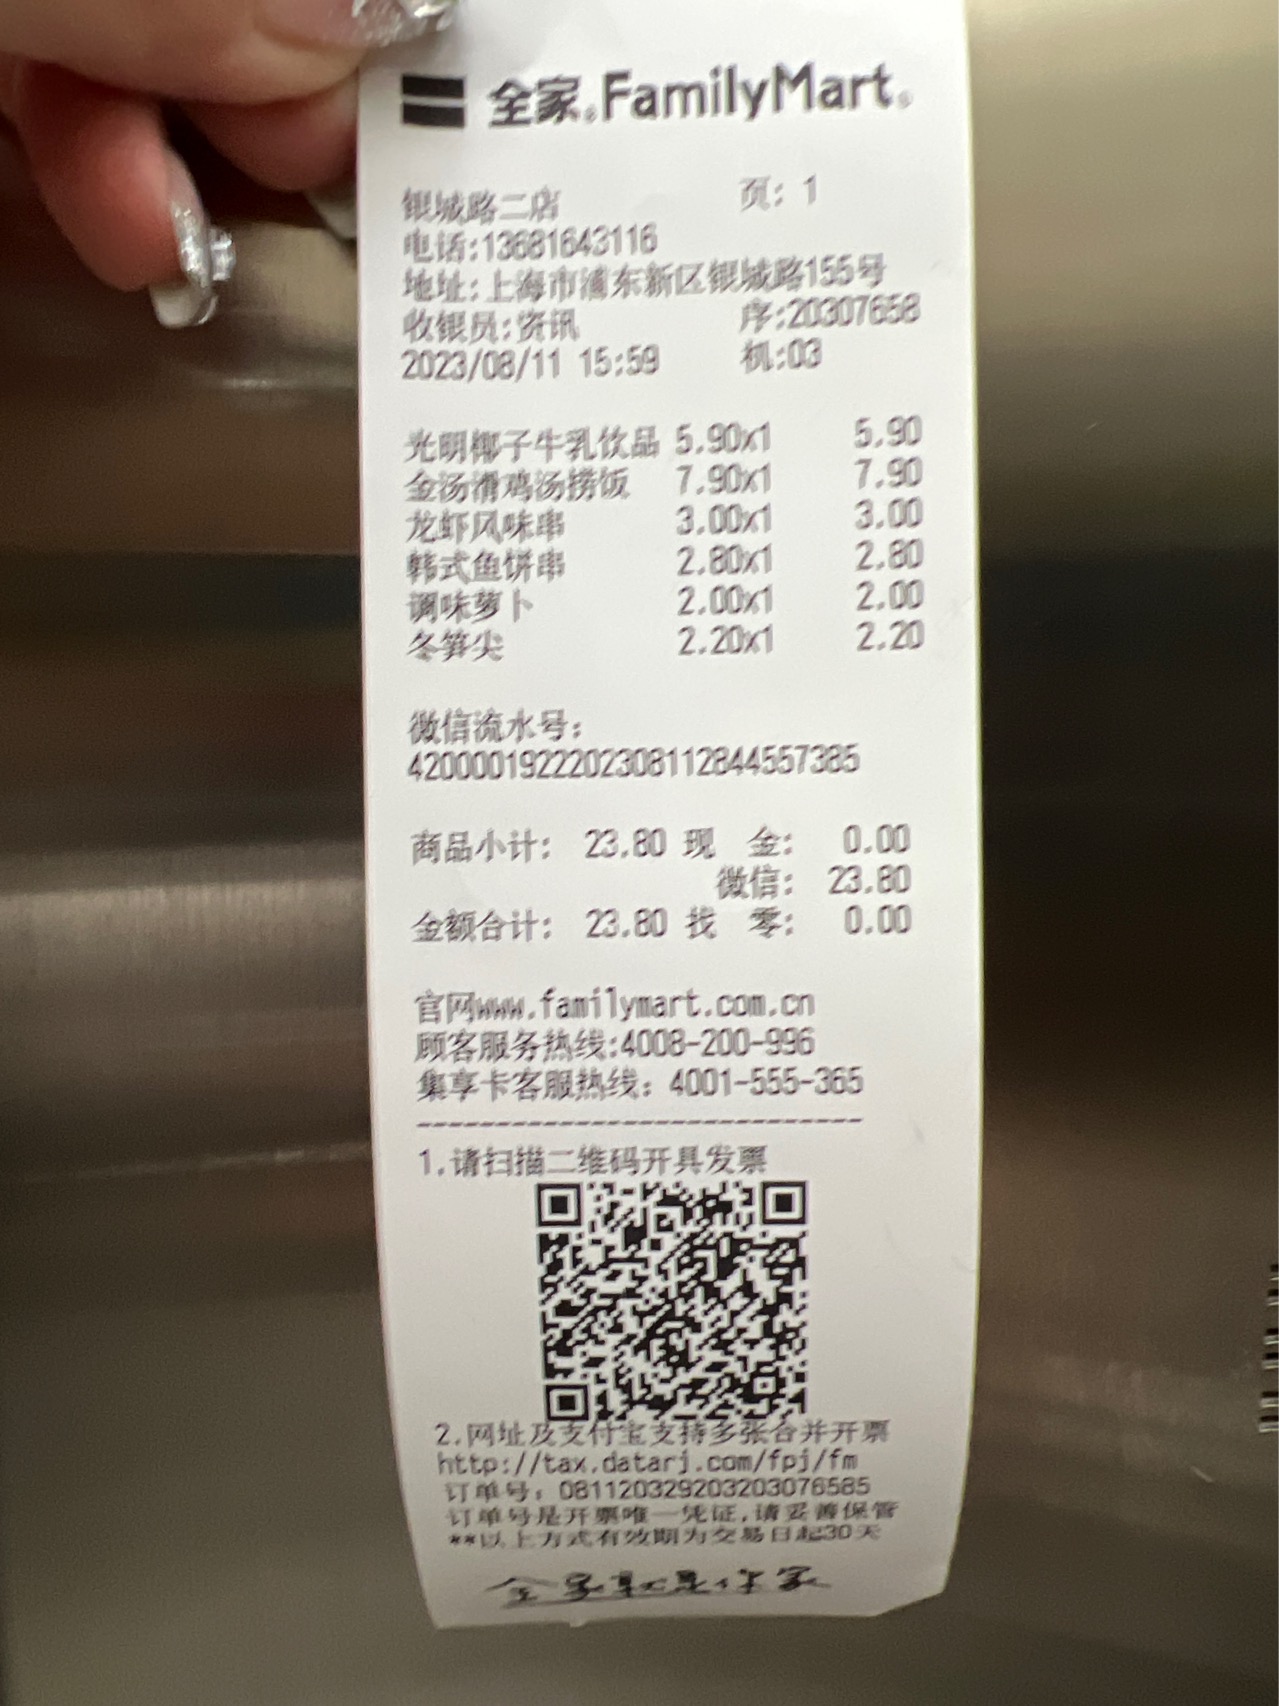 全家 FamilyMart
银城路二店 页: 1
电话:13681643116
地址:上海市浦东新区银城路155号
收银员:资讯 序:20307658
2023/08/11 15:59 机:03
光明椰子牛乳饮品 5.90x1 5.90
金汤滑鸡汤捞饭 7.90x1 7.90
龙虾风味串 3.00x1 3.00
韩式鱼饼串 2.80x1 2.80
调味萝卜 2.00x1 2.00
冬笋尖 2.20x1 2.20
微信流水号:
4200001922202308112844557385
商品小计: 23.80 现 金: 0.00
微信: 23.80
金额合计: 23.80 找 零: 0.00
官网www.familymart.com.cn
顾客服务热线:4008-200-996
集享卡客服热线: 4001-555-365
----------------------------
1.请扫描二维码开具发票
2.网址及支付宝支持多张合并开票
http://tax.datarj.com/fpj/fm
订单号: 081120329203203076585
订单号是开票唯一凭证,请妥善保管
**以上方式有效期为交易日起30天
全家就是你家